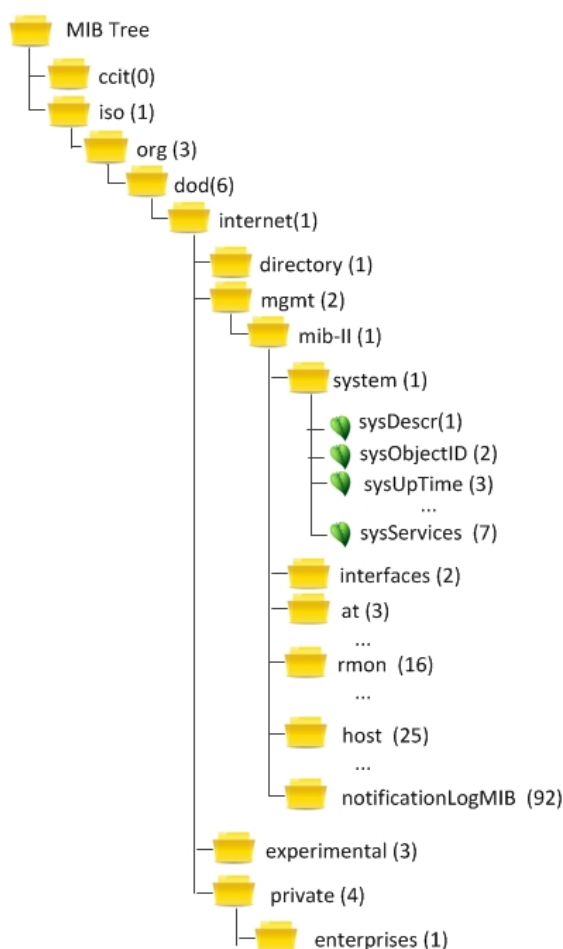 MIB Tree
ccit(0)
iso (1)
org (3)
dod(6)
internet(1)
directory (1)
mgmt (2)
mib-II (1)
system (1)
sysDescr(1)
sysObjectID (2)
sysUpTime (3)
...
sysServices (7)
interfaces (2)
at (3)
...
rmon (16)
...
host (25)
...
notificationLogMIB (92)
experimental (3)
private (4)
enterprises (1)